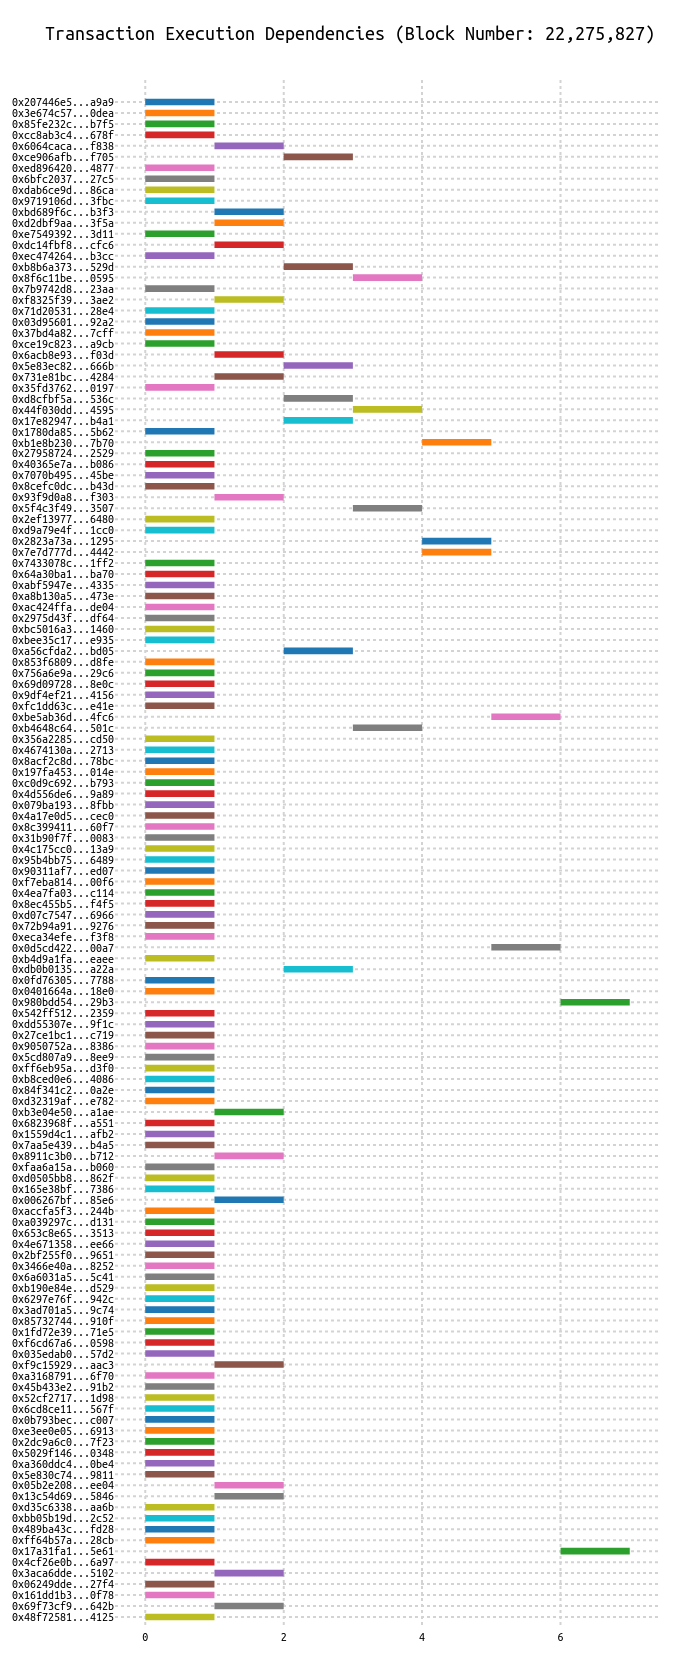 Transaction Execution Dependencies (Block Number: 22,275,827)
0x207446e5...a9a9
0x3e674c57...0dea
0x85fe232c...b7f5
0xcc8ab3c4...678f
0x6064caca...f838
0xce906afb...f705
0xed896420...4877
0x6bfc2037...27c5
0xdab6ce9d...86ca
0x9719106d...3fbc
0xbd689f6c...b3f3
0xd2dbf9aa...3f5a
0xe7549392...3d11
0xdc14fbf8...cfc6
0xec474264...b3cc
0xb8b6a373...529d
0x8f6c11be...0595
0x7b9742d8...23aa
0xf8325f39...3ae2
0x71d20531...28e4
0x03d95601...92a2
0x37bd4a82...7cff
0xce19c823...a9cb
0x6acb8e93...f03d
0x5e83ec82...666b
0x731e81bc...4284
0x35fd3762...0197
0xd8cfbf5a...536c
0x44f030dd...4595
0x17e82947...b4a1
0x1780da85...5b62
0xb1e8b230...7b70
0x27958724...2529
0x40365e7a...b086
0x7070b495...45be
0x8cefc0dc...b43d
0x93f9d0a8...f303
0x5f4c3f49...3507
0x2ef13977...6480
0xd9a79e4f...1cc0
0x2823a73a...1295
0x7e7d777d...4442
0x7433078c...1ff2
0x64a30ba1...ba70
0xabf5947e...4335
0xa8b130a5...473e
0xac424ffa...de04
0x2975d43f...df64
0xbc5016a3...1460
0xbee35c17...e935
0xa56cfda2...bd05
0x853f6809...d8fe
0x756a6e9a...29c6
0x69d09728...8e0c
0x9df4ef21...4156
0xfc1dd63c...e41e
0xbe5ab36d...4fc6
0xb4648c64...501c
0x356a2285...cd50
0x4674130a...2713
0x8acf2c8d...78bc
0x197fa453...014e
0xc0d9c692...b793
0x4d556de6...9a89
0x079ba193...8fbb
0x4a17e0d5...cec0
0x8c399411...60f7
0x31b90f7f...0083
0x4c175cc0...13a9
0x95b4bb75...6489
0x90311af7...ed07
0xf7eba814...00f6
0x4ea7fa03...c114
0x8ec455b5...f4f5
0xd07c7547...6966
0x72b94a91...9276
0xeca34efe...f3f8
0x0d5cd422...00a7
0xb4d9a1fa...eaee
0xdb0b0135...a22a
0x0fd76305...7788
0x0401664a...18e0
0x980bdd54...29b3
0x542ff512...2359
0xdd55307e...9f1c
0x27ce1bc1...c719
0x9050752a...8386
0x5cd807a9...8ee9
0xff6eb95a...d3f0
0xb8ced0e6...4086
0x84f341c2...0a2e
0xd32319af...e782
0xb3e04e50...a1ae
0x6823968f...a551
0x1559d4c1...afb2
0x7aa5e439...b4a5
0x8911c3b0...b712
0xfaa6a15a...b060
0xd0505bb8...862f
0x165e38bf...7386
0x006267bf...85e6
0xaccfa5f3...244b
0xa039297c...d131
0x653c8e65...3513
0x4e671358...ee66
0x2bf255f0...9651
0x3466e40a...8252
0x6a6031a5...5c41
0xb190e84e...d529
0x6297e76f...942c
0x3ad701a5...9c74
0x85732744...910f
0x1fd72e39...71e5
0xf6cd67a6...0598
0x035edab0...57d2
0xf9c15929...aac3
0xa3168791...6f70
0x45b433e2...91b2
0x52cf2717...1d98
0x6cd8ce11...567f
0x0b793bec...c007
0xe3ee0e05...6913
0x2dc9a6c0...7f23
0x5029f146...0348
0xa360ddc4...0be4
0x5e830c74...9811
0x05b2e208...ee04
0x13c54d69...5846
0xd35c6338...aa6b
0xbb05b19d...2c52
0x489ba43c...fd28
0xff64b57a...28cb
0x17a31fa1...5e61
0x4cf26e0b...6a97
0x3aca6dde...5102
0x06249dde...27f4
0x161dd1b3...0f78
0x69f73cf9...642b
0x48f72581...4125
0 2 4 6